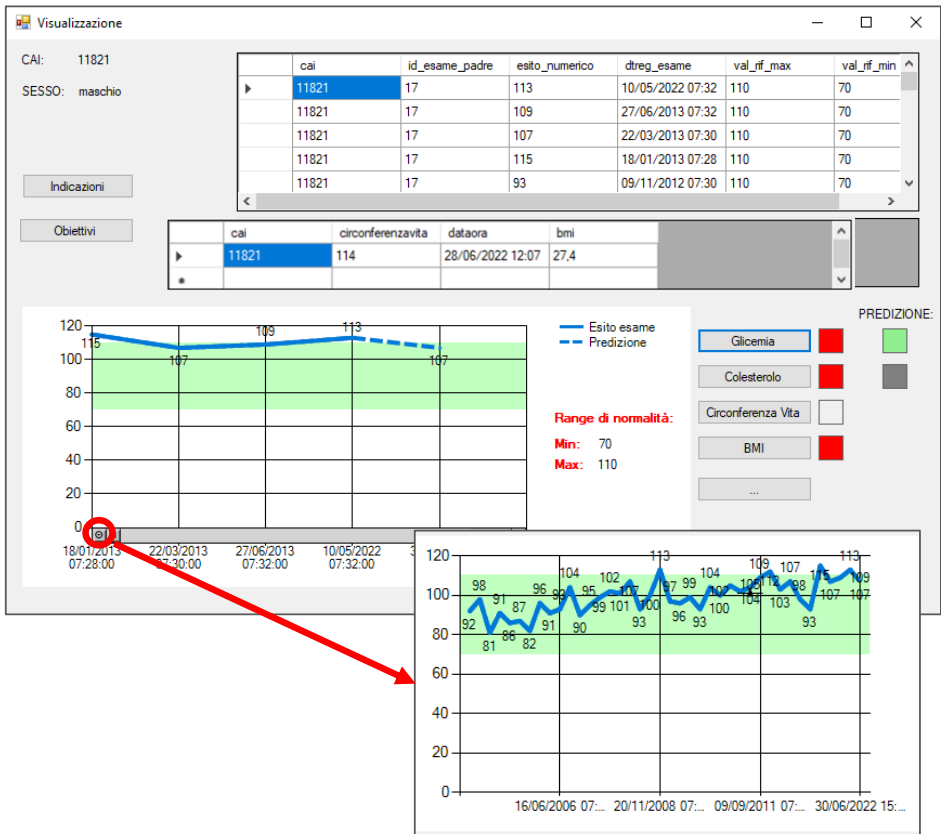 Visualizzazione
CAI: 11821
SESSO: maschio
cai id_esame_padre esito_numerico dtreg_esame val_rif_max val_rif_min
11821 17 113 10/05/2022 07:32 110 70
11821 17 109 27/06/2013 07:32 110 70
11821 17 107 22/03/2013 07:30 110 70
11821 17 115 18/01/2013 07:28 110 70
11821 17 93 09/11/2012 07:30 110 70
Indicazioni
Obiettivi
cai circonferenzavita dataora bmi
11821 114 28/06/2022 12:07 27,4
PREDIZIONE:
120
100
80
60
40
20
0
115 107 109 113 107
18/01/2013 07:28:00
22/03/2013 07:30:00
27/06/2013 07:32:00
10/05/2022 07:32:00
Esito esame
Predizione
Range di normalità:
Min: 70
Max: 110
Glicemia
Colesterolo
Circonferenza Vita
BMI
...
120
100
80
60
40
20
0
92 98 81 91 86 87 82 96 91 93 104 90 95 99 102 101 107 93 100 113 97 96 99 93 104 100 104 109 112 103 107 98 93 115 107 113 109 107
16/06/2006 07:...
20/11/2008 07:...
09/09/2011 07:...
30/06/2022 15:...